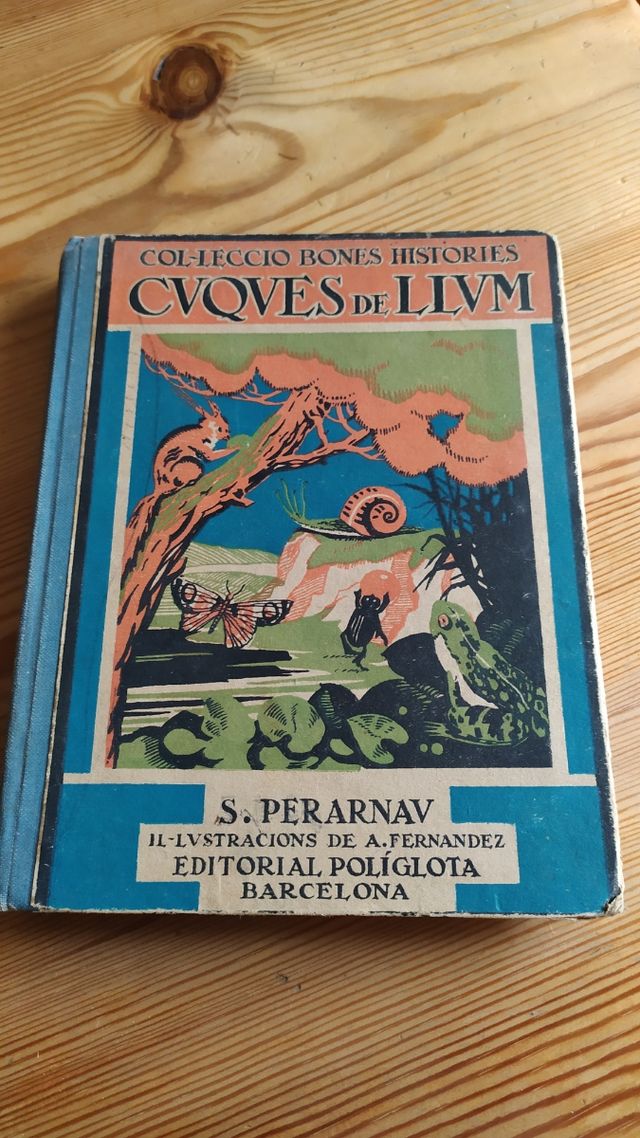 COL-LECCIO BONES HISTORIES
CVQVES DE LLVM
S. PERARNAV
IL-LVSTRACIONS DE A. FERNANDEZ
EDITORIAL POLÍGLOTA
BARCELONA